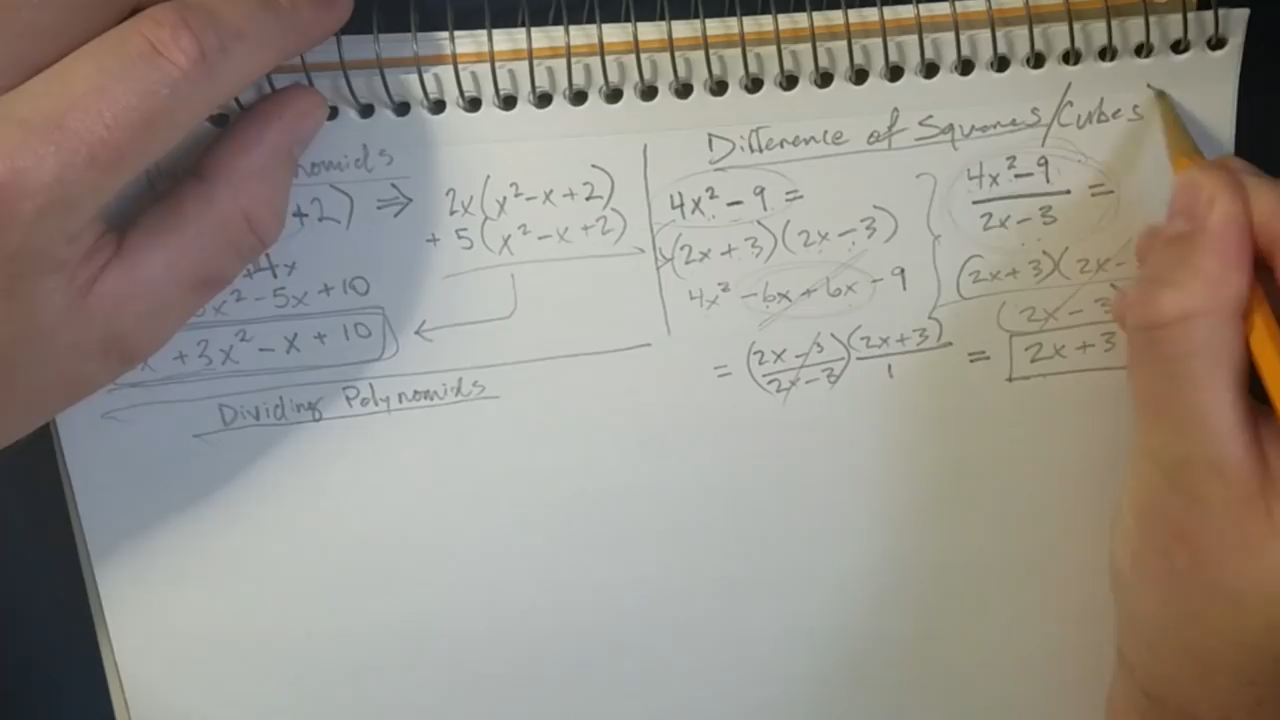 +2) ⇒ 2x(x² - x + 2)
+ 5(x² - x + 2)
+4x
x² - 5x + 10
+ 3x² - x + 10
Dividing Polynomials
Difference of Squares/Cubes
4x² - 9 =
(2x + 3)(2x - 3)
4x² - 6x + 6x - 9
4x² - 9 / 2x - 3 =
(2x + 3)(2x -
(2x - 3
= (2x - 3 / 2x - 3) (2x + 3) / 1 = 2x + 3